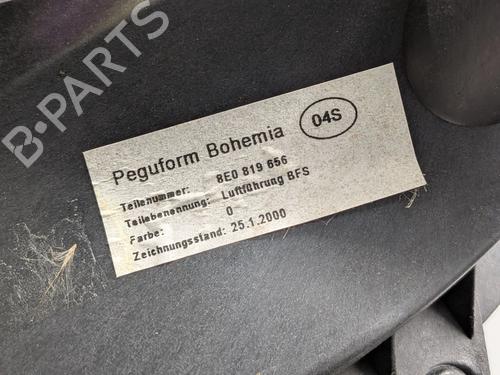 B-PARTS
Peguform Bohemia
04S
Teilenummer: 8E0 819 656
Teilebenennung: Luftführung BFS
Farbe: 0
Zeichnungsstand: 25.1.2000